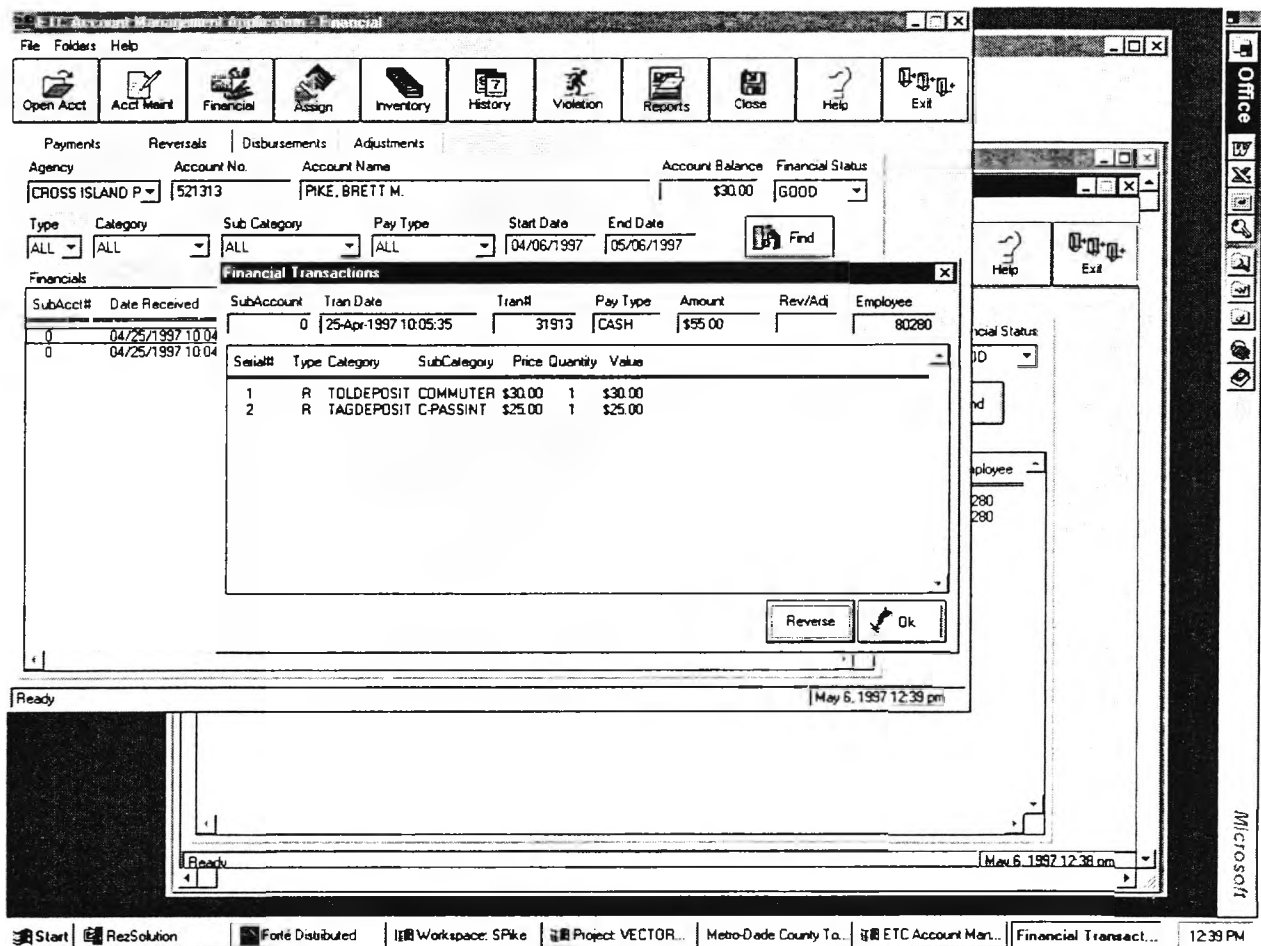 ETC Account Management Application - Financial
File Folders Help
Open Acct Acct Maint Financial Assign Inventory History Violation Reports Close Help Exit
Payments Reversals Disbursements Adjustments
Agency Account No. Account Name Account Balance Financial Status
CROSS ISLAND P 521313 PIKE, BRETT M. $30.00 GOOD
Type Category Sub Category Pay Type Start Date End Date
ALL ALL ALL ALL 04/06/1997 05/06/1997 Find
Financials
SubAcct# Date Received
0 04/25/1997 10:04
0 04/25/1997 10:04
Financial Transactions
SubAccount Tran Date Tran# Pay Type Amount Rev/Adj Employee
0 25-Apr-1997 10:05:35 31913 CASH $55.00 80280
Serial# Type Category SubCategory Price Quantity Value
1 R TOLDEPOSIT COMMUTER $30.00 1 $30.00
2 R TAGDEPOSIT C-PASSINT $25.00 1 $25.00
Reverse Ok
Ready May 6, 1997 12:39 pm
Help Exit
ncial Status
OD
nd
mployee
280
280
Ready May 6, 1997 12:38 pm
Office
Microsoft
Start RezSolution Forté Distributed Workspace: SPike Project: VECTOR... Metro-Dade County To... ETC Account Man... Financial Transact... 12:39 PM